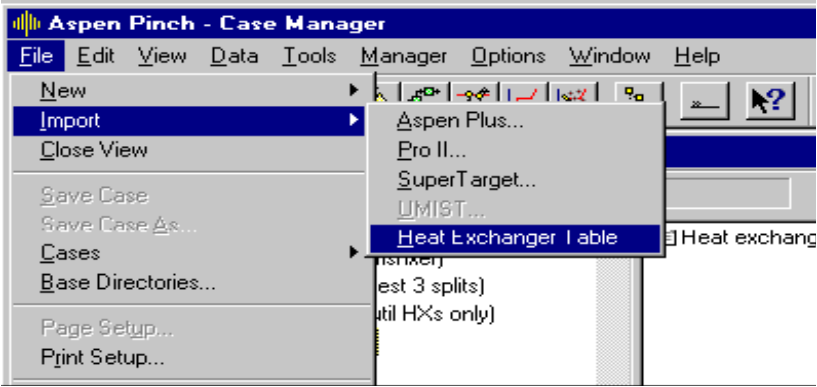 Aspen Pinch - Case Manager
File Edit View Data Tools Manager Options Window Help
New
Import
Close View
Save Case
Save Case As...
Cases
Base Directories...
Page Setup...
Print Setup...
Aspen Plus...
Pro II...
SuperTarget...
UMIST...
Heat Exchanger Table
Heat exchang
est 3 splits)
util HXs only)